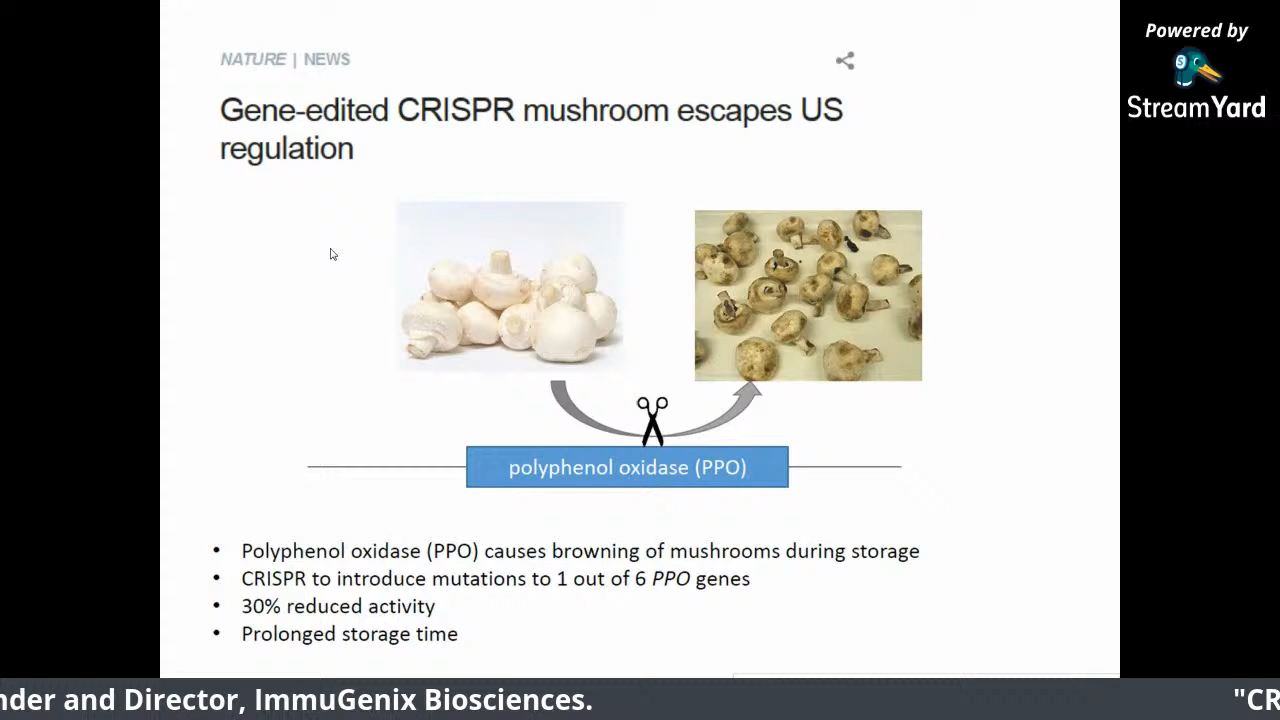 NATURE | NEWS
Gene-edited CRISPR mushroom escapes US
regulation
polyphenol oxidase (PPO)
• Polyphenol oxidase (PPO) causes browning of mushrooms during storage
• CRISPR to introduce mutations to 1 out of 6 PPO genes
• 30% reduced activity
• Prolonged storage time
Powered by
S
StreamYard
nder and Director, ImmuGenix Biosciences.
"CR